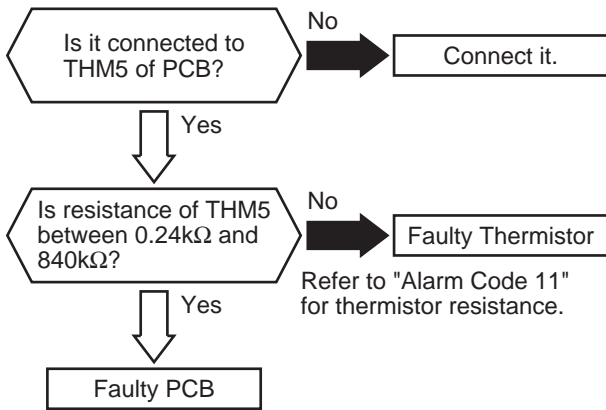 Is it connected to
THM5 of PCB?
No
Connect it.
Yes
Is resistance of THM5
between 0.24kΩ and
840kΩ?
No
Faulty Thermistor
Refer to "Alarm Code 11"
for thermistor resistance.
Yes
Faulty PCB